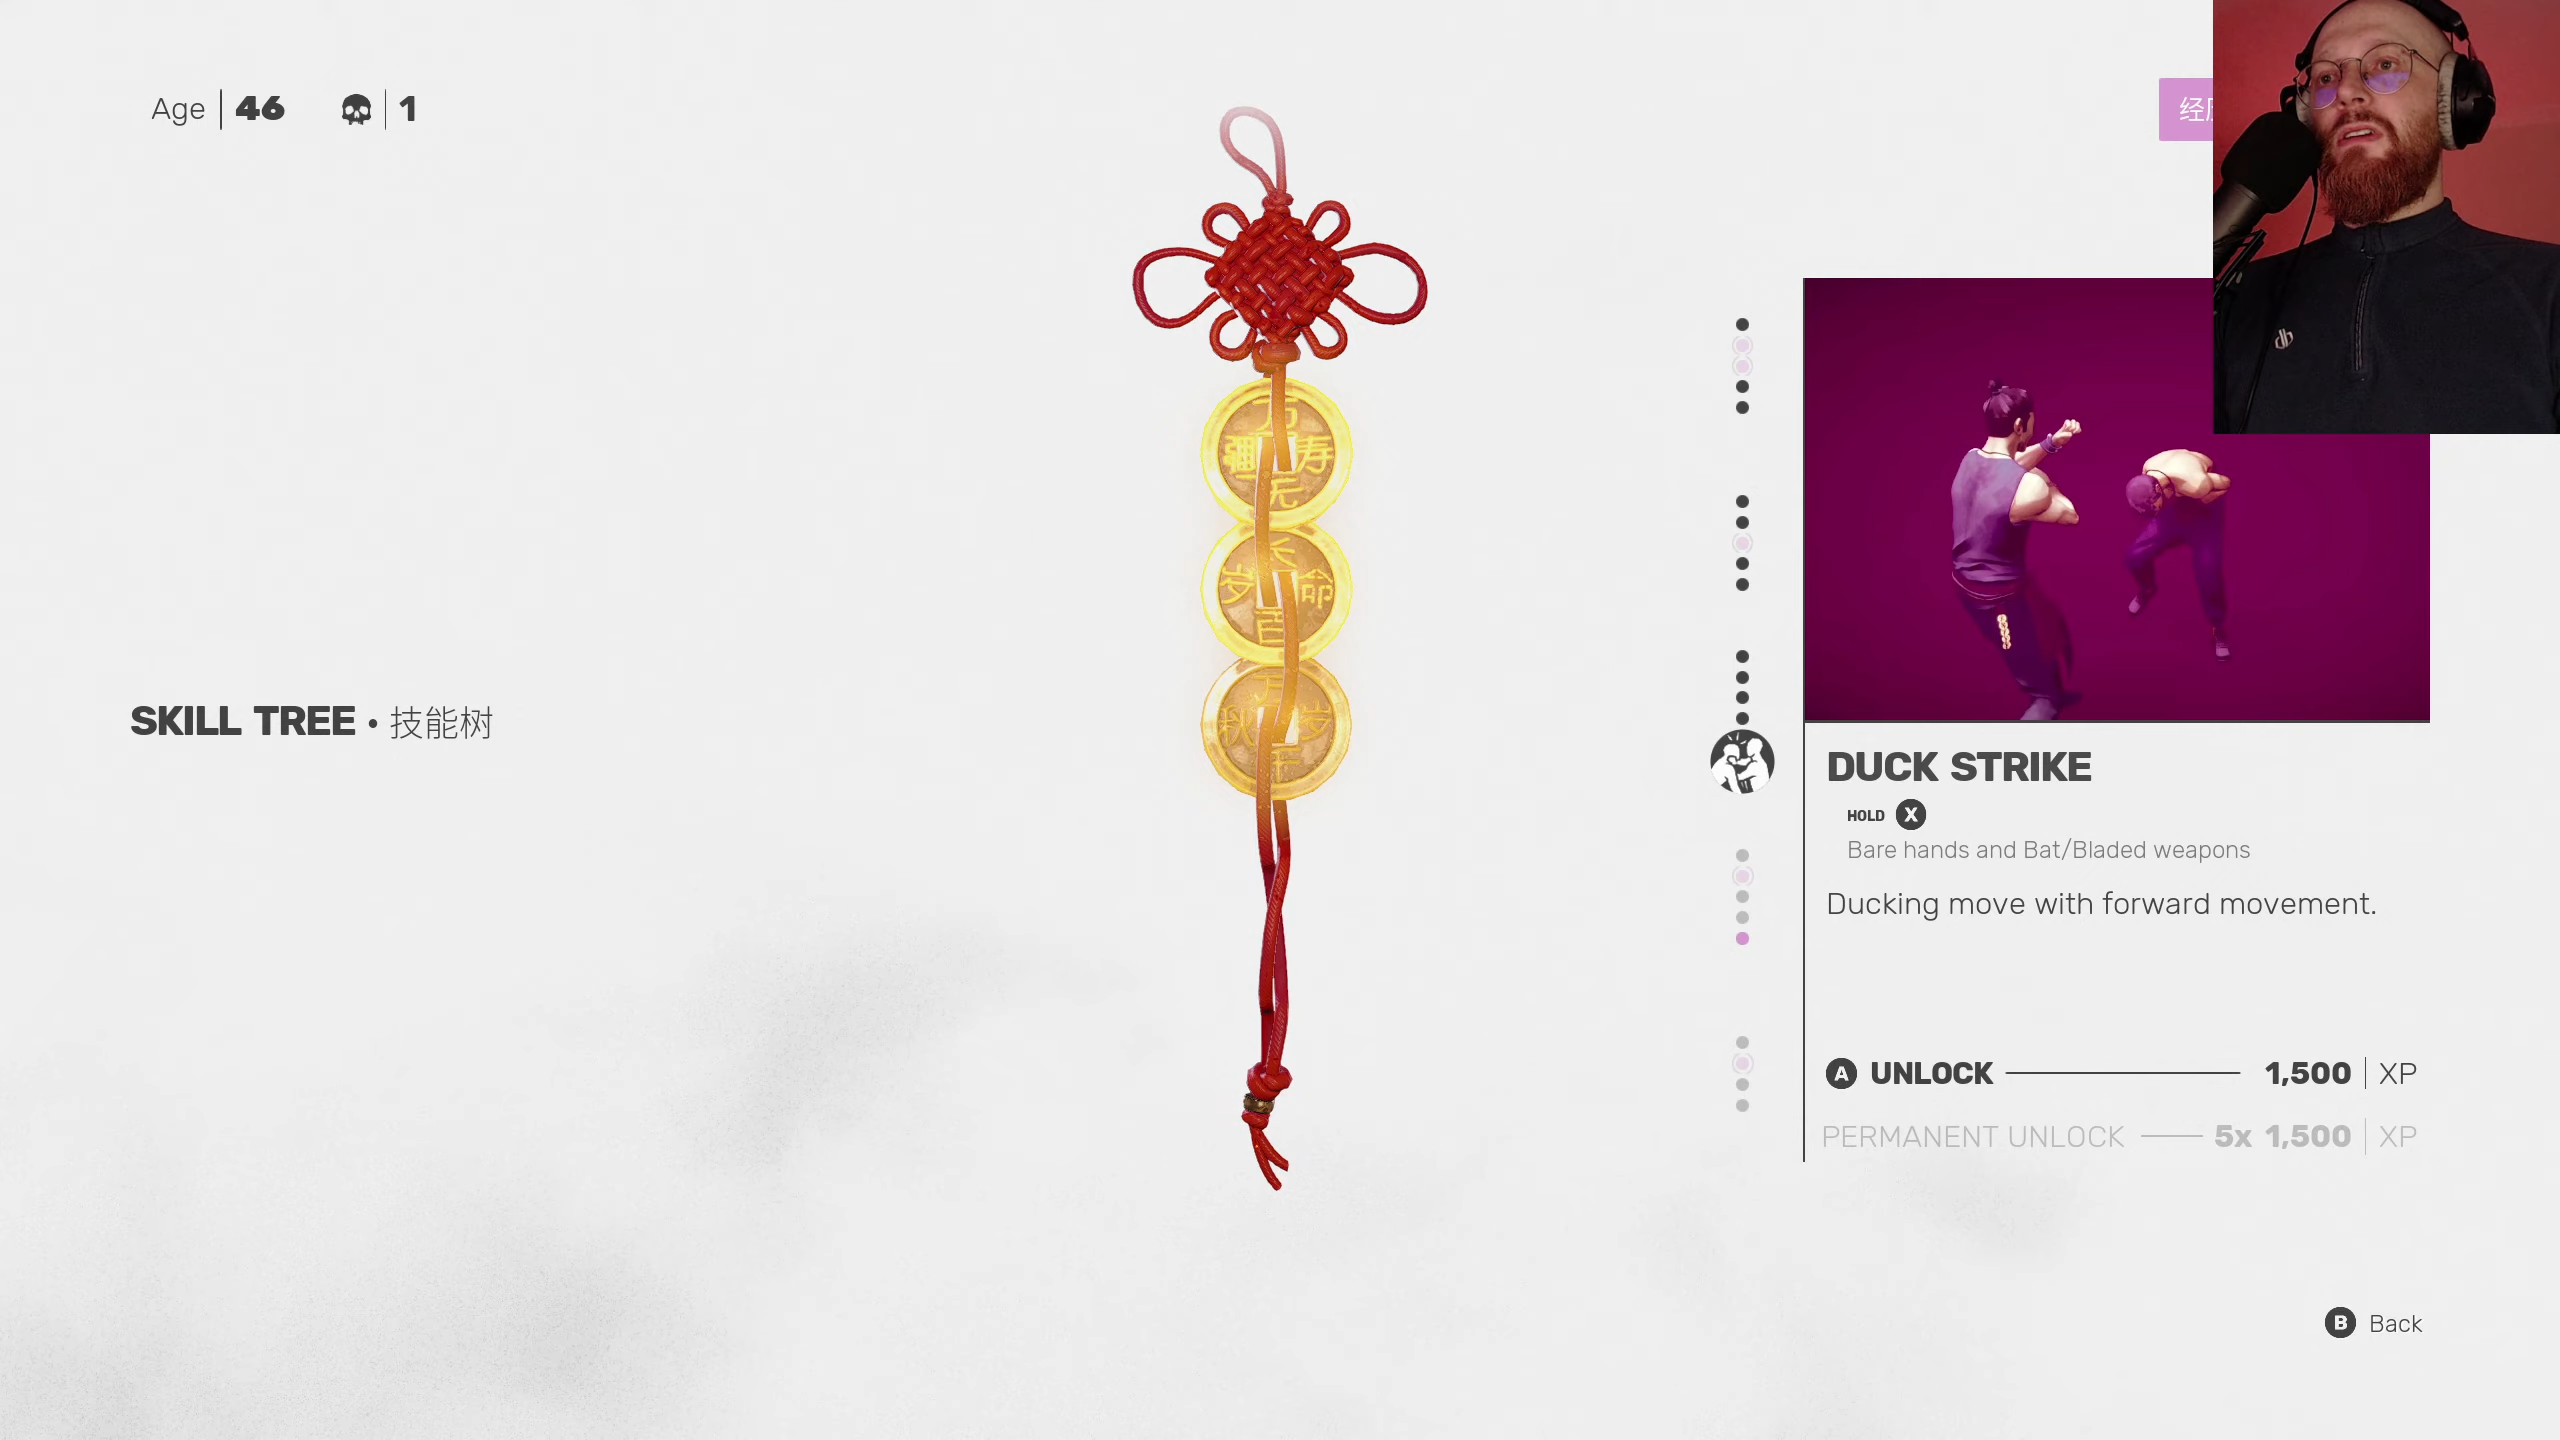 Age 46 1
经
SKILL TREE • 技能树
DUCK STRIKE
HOLD X
Bare hands and Bat/Bladed weapons
Ducking move with forward movement.
A UNLOCK 1,500 XP
PERMANENT UNLOCK 5x 1,500 XP
B Back